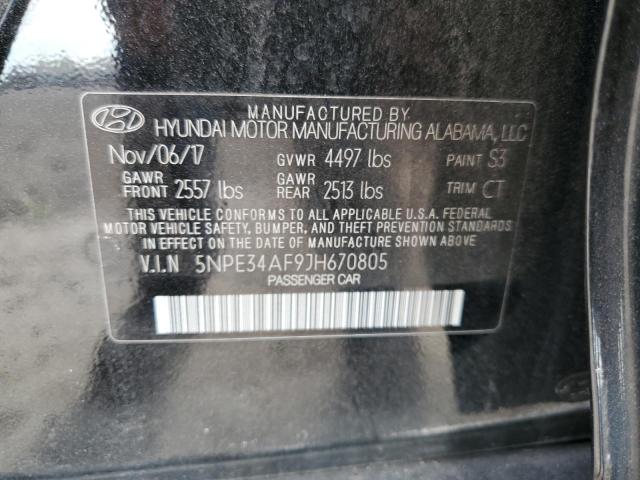 MANUFACTURED BY
HYUNDAI MOTOR MANUFACTURING ALABAMA, LLC
Nov/06/17 GVWR 4497 lbs PAINT S3
GAWR FRONT 2557 lbs GAWR REAR 2513 lbs TRIM CT
THIS VEHICLE CONFORMS TO ALL APPLICABLE U.S.A. FEDERAL
MOTOR VEHICLE SAFETY, BUMPER, AND THEFT PREVENTION STANDARDS
IN EFFECT ON THE DATE OF MANUFACTURE SHOWN ABOVE.
V.I.N 5NPE34AF9JH670805
PASSENGER CAR